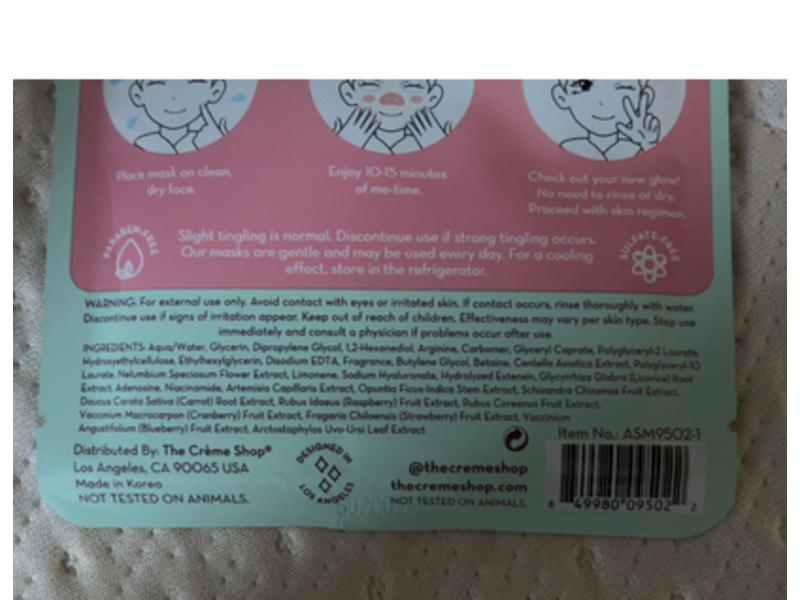 Place mask on clean,
dry face.
Enjoy 10-15 minutes
of me-time.
Check out your new glow!
No need to rinse or dry.
Proceed with skin regimen.
PARABEN-FREE
Slight tingling is normal. Discontinue use if strong tingling occurs.
Our masks are gentle and may be used every day. For a cooling
effect, store in the refrigerator.
SULFATE-FREE
WARNING: For external use only. Avoid contact with eyes or irritated skin. If contact occurs, rinse thoroughly with water.
Discontinue use if signs of irritation appear. Keep out of reach of children. Effectiveness may vary per skin type. Stop use
immediately and consult a physician if problems occur after use.
INGREDIENTS: Aqua/Water, Glycerin, Dipropylene Glycol, 1,2-Hexanediol, Arginine, Carbomer, Glyceryl Caprate, Polyglyceryl-2 Laurate,
Hydroxyethylcellulose, Ethylhexylglycerin, Disodium EDTA, Fragrance, Butylene Glycol, Betaine, Centella Asiatica Extract, Polyglyceryl-10
Laurate, Nelumbium Speciosum Flower Extract, Limonene, Sodium Hyaluronate, Hydrolyzed Extensin, Glycyrrhiza Glabra (Licorice) Root
Extract, Adenosine, Niacinamide, Artemisia Capillaris Extract, Opuntia Ficus-Indica Stem Extract, Schisandra Chinensis Fruit Extract,
Daucus Carota Sativa (Carrot) Root Extract, Rubus Idaeus (Raspberry) Fruit Extract, Rubus Coreanus Fruit Extract,
Vaccinium Macrocarpon (Cranberry) Fruit Extract, Fragaria Chiloensis (Strawberry) Fruit Extract, Vaccinium
Angustifolium (Blueberry) Fruit Extract, Arctostaphylos Uva-Ursi Leaf Extract
Distributed By: The Crème Shop®
Los Angeles, CA 90065 USA
Made in Korea
NOT TESTED ON ANIMALS.
DESIGNED IN
LOS ANGELES
@thecremeshop
thecremeshop.com
NOT TESTED ON ANIMALS.
Item No.: ASM9502-1
8 49980 09502 2